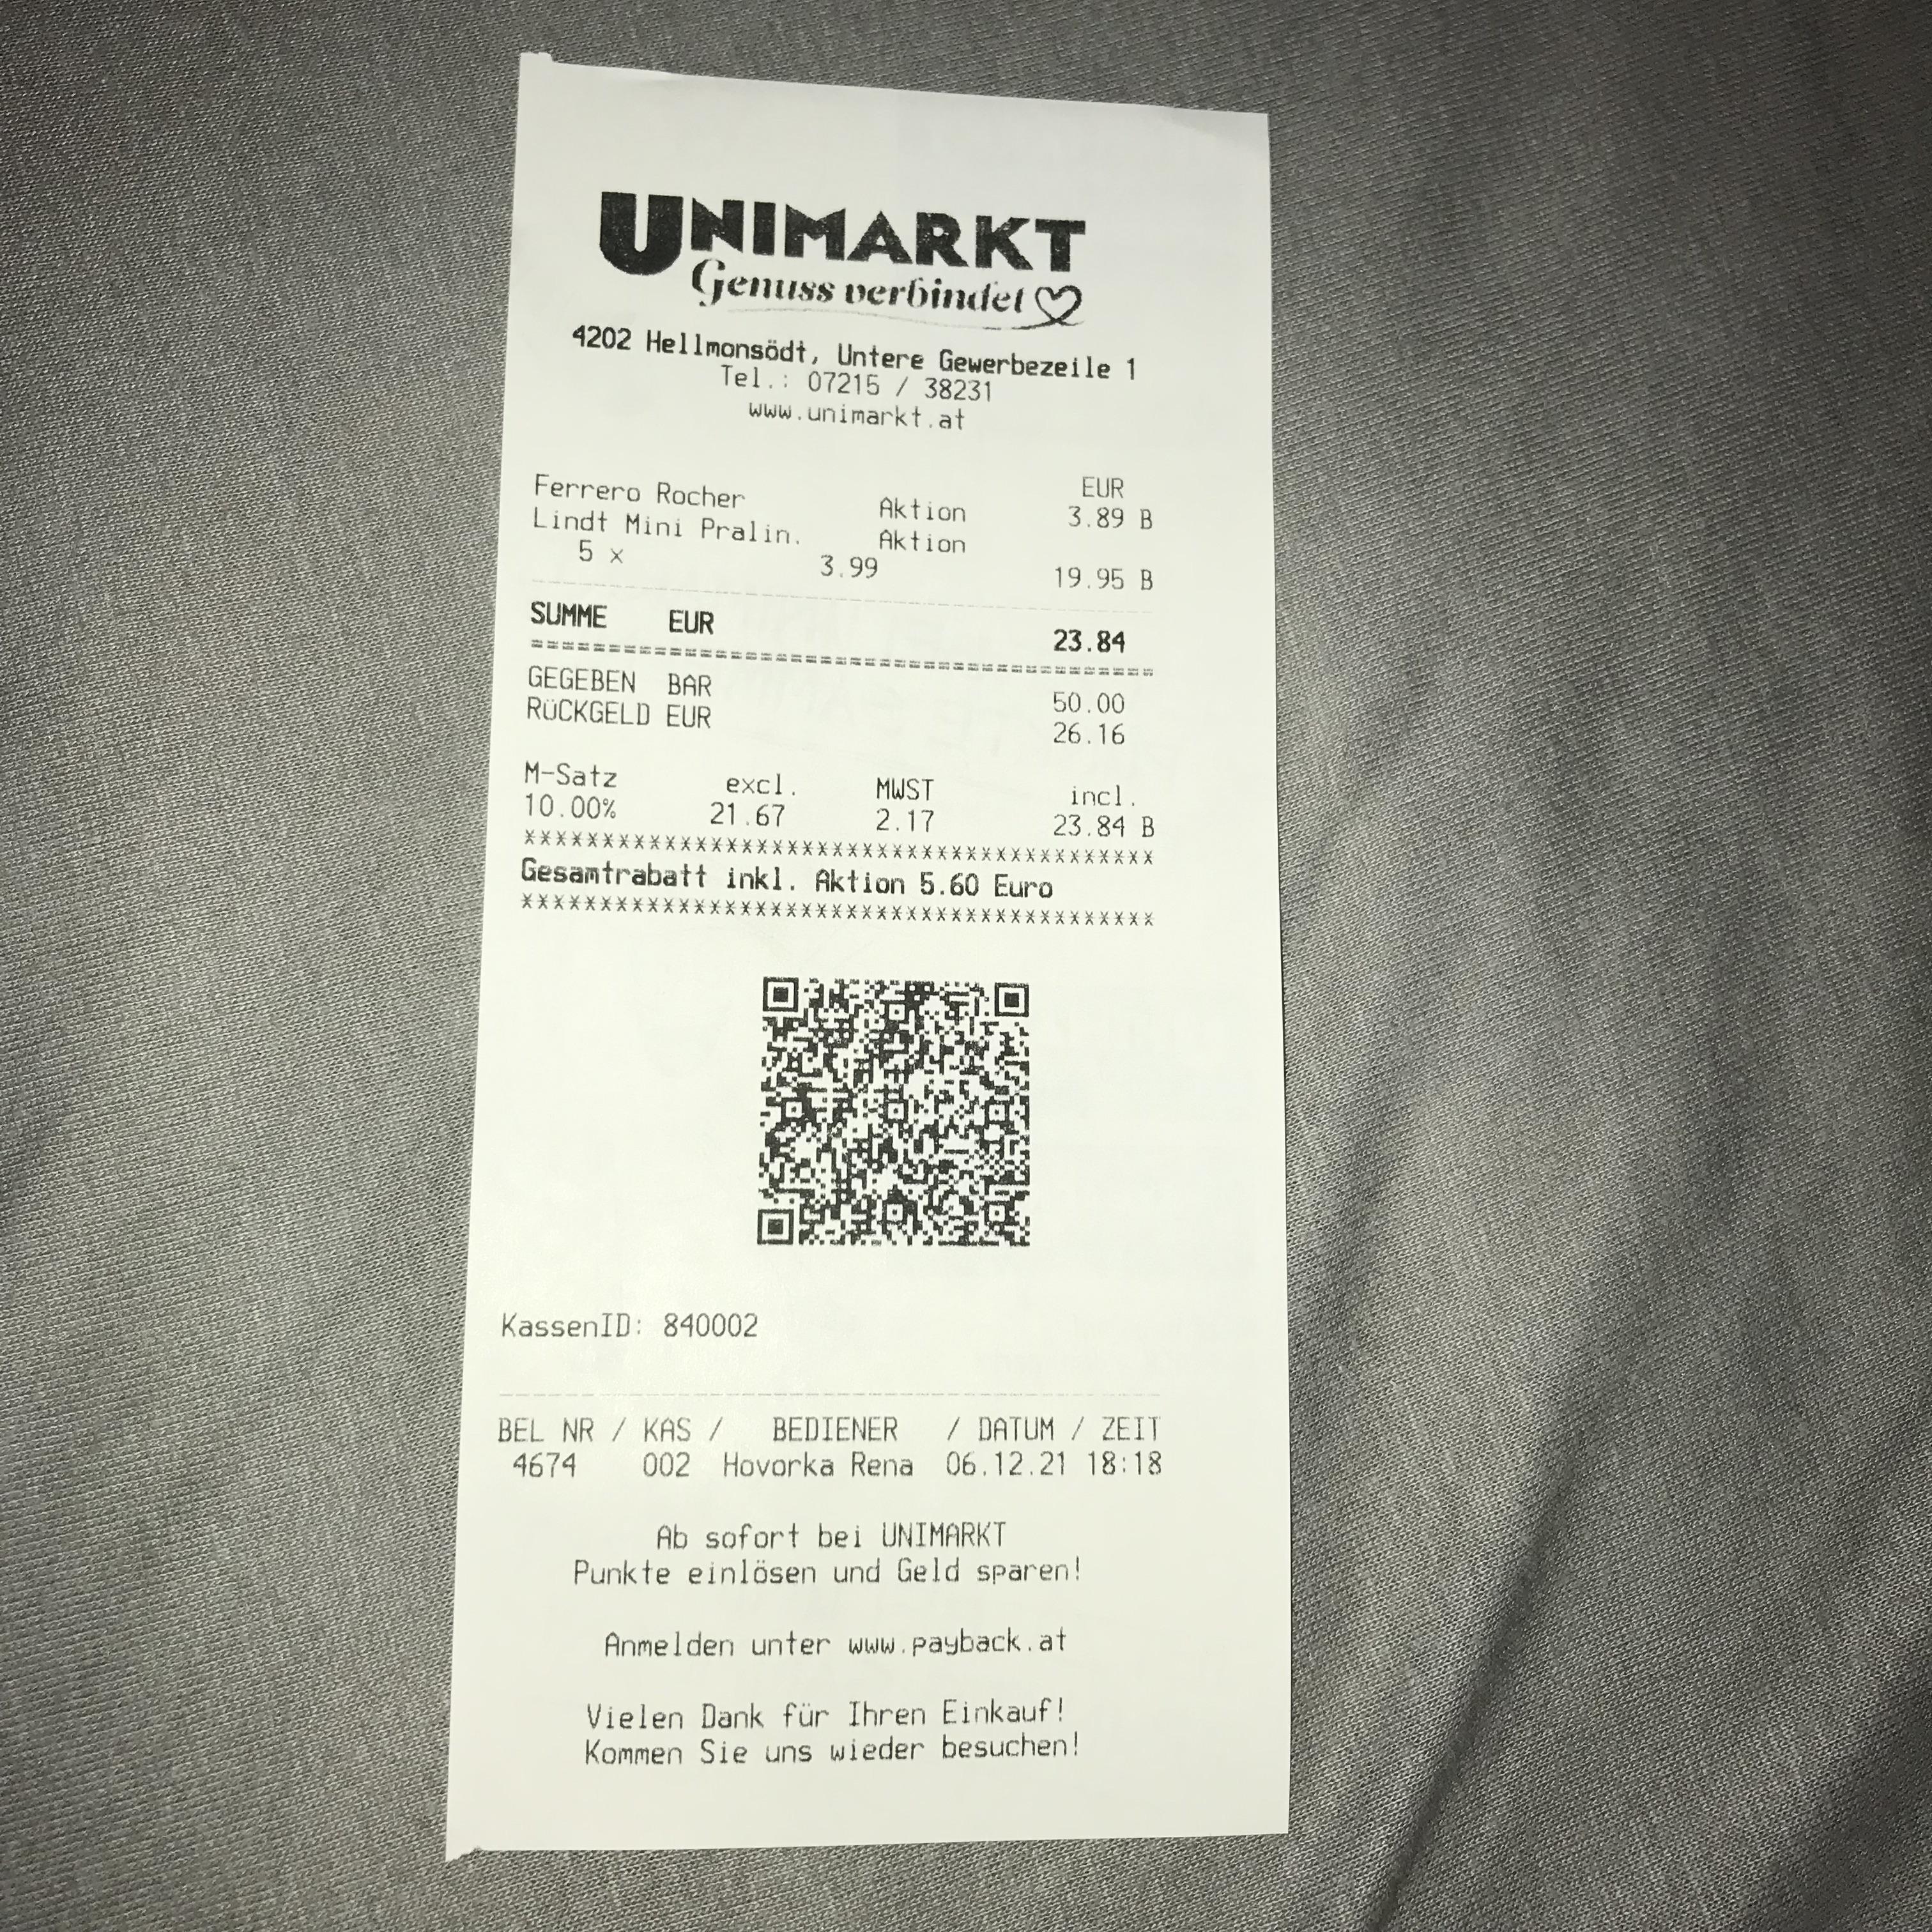 UNIMARKT
Genuss verbindet
4202 Hellmonsödt, Untere Gewerbezeile 1
Tel.: 07215 / 38231
www.unimarkt.at
EUR
Ferrero Rocher Aktion 3.89 B
Lindt Mini Pralin. Aktion
5 x 3.99 19.95 B
SUMME EUR 23.84
GEGEBEN BAR 50.00
RüCKGELD EUR 26.16
M-Satz excl. MWST incl.
10.00% 21.67 2.17 23.84 B
******************************************
Gesamtrabatt inkl. Aktion 5.60 Euro
******************************************
KassenID: 840002
BEL NR / KAS / BEDIENER / DATUM / ZEIT
4674 002 Hovorka Rena 06.12.21 18:18
Ab sofort bei UNIMARKT
Punkte einlösen und Geld sparen!
Anmelden unter www.payback.at
Vielen Dank für Ihren Einkauf!
Kommen Sie uns wieder besuchen!